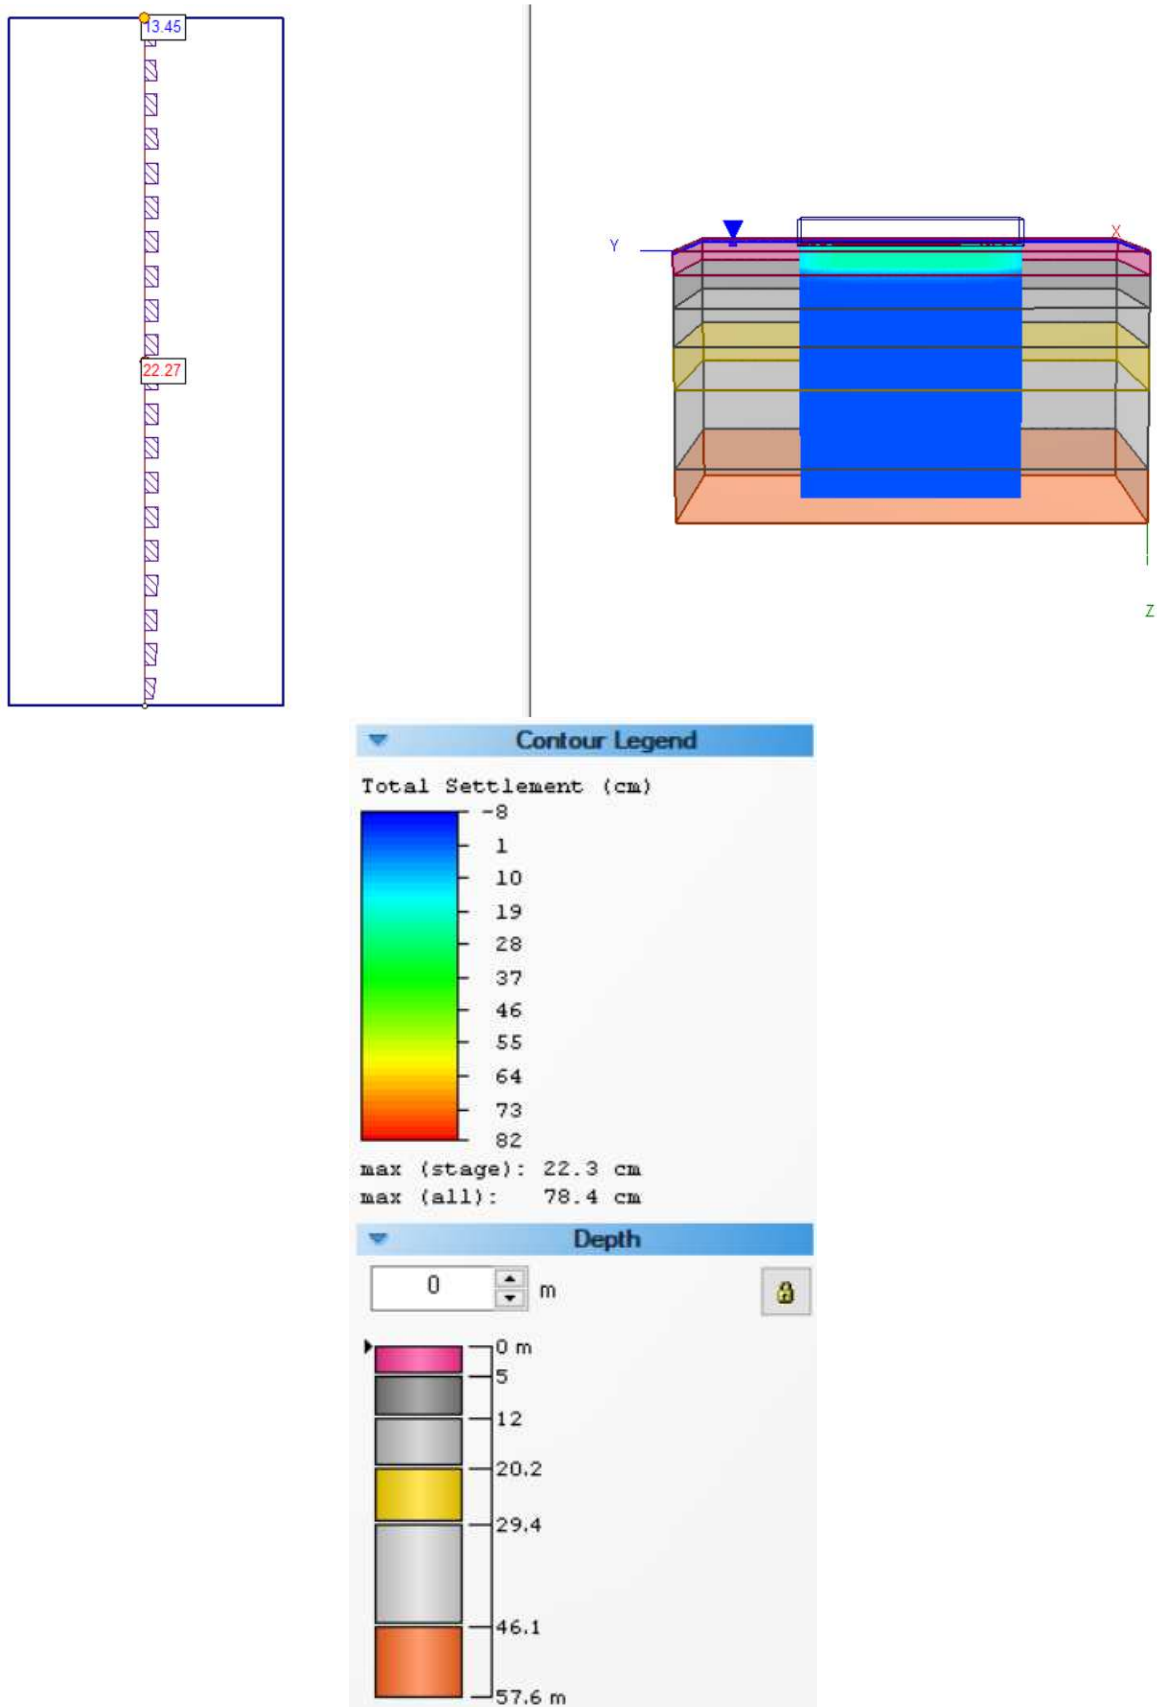 13.45
22.27
Y
X
Z
Contour Legend
Total Settlement (cm)
-8
1
10
19
28
37
46
55
64
73
82
max (stage): 22.3 cm
max (all): 78.4 cm
Depth
0 m
0 m
5
12
20.2
29.4
46.1
57.6 m